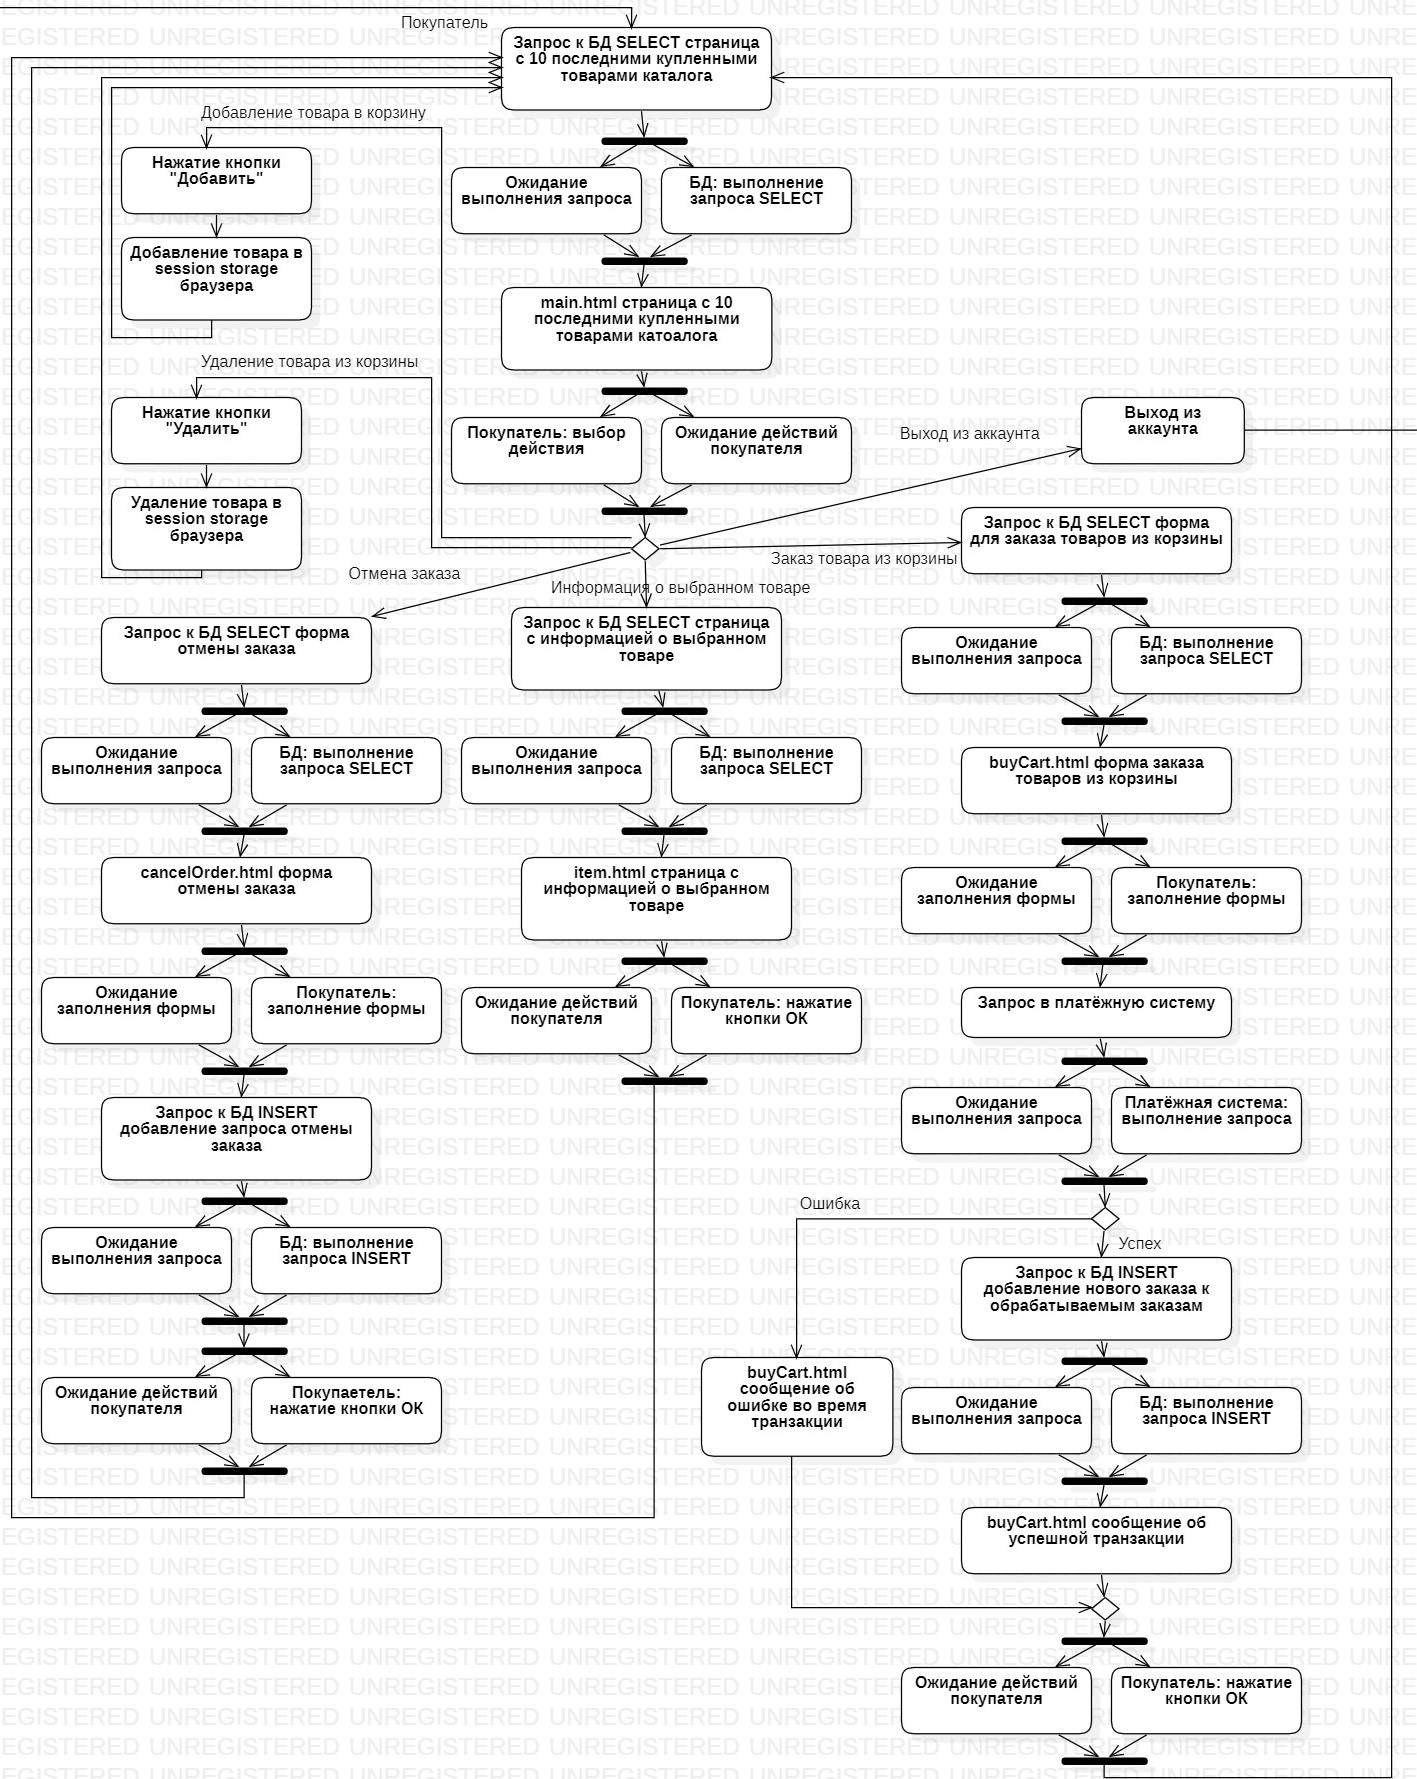 Покупатель
Запрос к БД SELECT страница
с 10 последними купленными
товарами каталога
Добавление товара в корзину
Нажатие кнопки
"Добавить"
Ожидание
выполнения запроса
БД: выполнение
запроса SELECT
Добавление товара в
session storage
браузера
main.html страница с 10
последними купленными
товарами катоалога
Удаление товара из корзины
Нажатие кнопки
"Удалить"
Покупатель: выбор
действия
Ожидание действий
покупателя
Выход из аккаунта
Выход из
аккаунта
Удаление товара в
session storage
браузера
Запрос к БД SELECT форма
для заказа товаров из корзины
Заказ товара из корзины
Отмена заказа
Информация о выбранном товаре
Запрос к БД SELECT форма
отмены заказа
Запрос к БД SELECT страница
с информацией о выбранном
товаре
Ожидание
выполнения запроса
БД: выполнение
запроса SELECT
Ожидание
выполнения запроса
БД: выполнение
запроса SELECT
Ожидание
выполнения запроса
БД: выполнение
запроса SELECT
buyCart.html форма заказа
товаров из корзины
cancelOrder.html форма
отмены заказа
item.html страница с
информацией о выбранном
товаре
Ожидание
заполнения формы
Покупатель:
заполнение формы
Ожидание
заполнения формы
Покупатель:
заполнение формы
Ожидание действий
покупателя
Покупатель: нажатие
кнопки ОК
Запрос в платёжную систему
Запрос к БД INSERT
добавление запроса отмены
заказа
Ожидание
выполнения запроса
Платёжная система:
выполнение запроса
Ошибка
Успех
Ожидание
выполнения запроса
БД: выполнение
запроса INSERT
Запрос к БД INSERT
добавление нового заказа к
обрабатываемым заказам
Ожидание действий
покупателя
Покупаетель:
нажатие кнопки ОК
buyCart.html
сообщение об
ошибке во время
транзакции
Ожидание
выполнения запроса
БД: выполнение
запроса INSERT
buyCart.html сообщение об
успешной транзакции
Ожидание действий
покупателя
Покупатель: нажатие
кнопки ОК